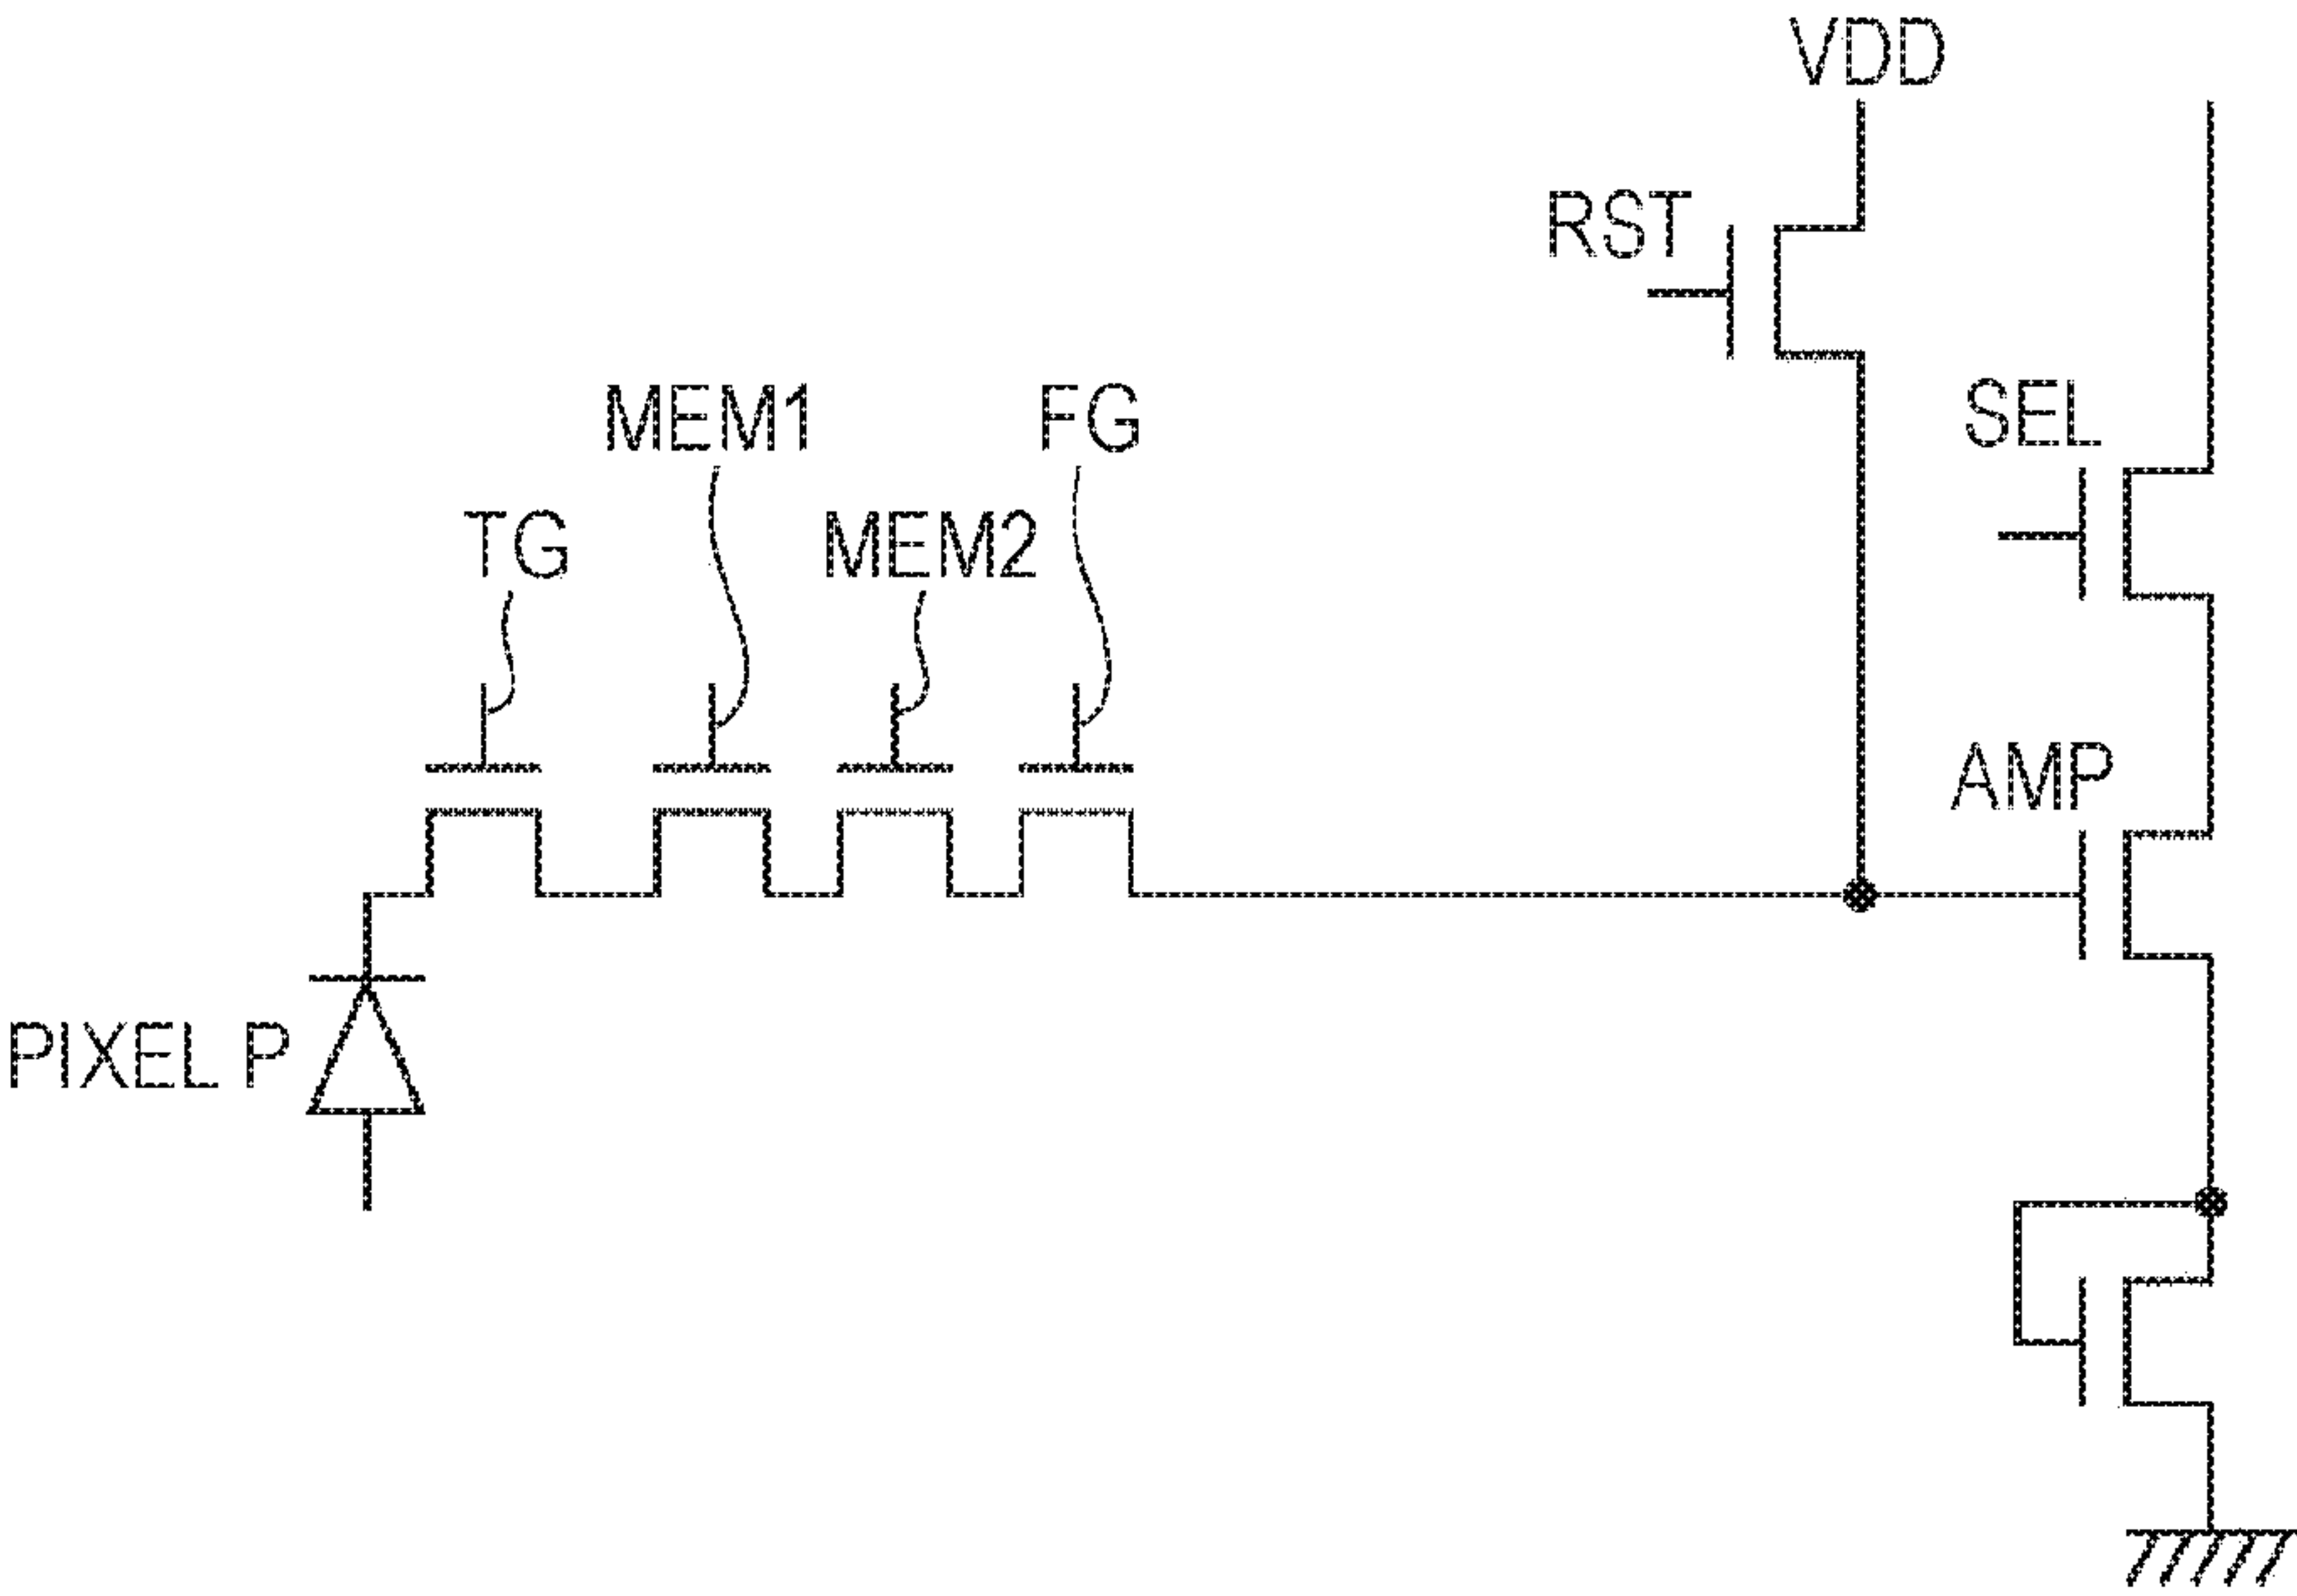 VDD
RST
MEM1
FG
SEL
TG
MEM2
AMP
PIXEL P